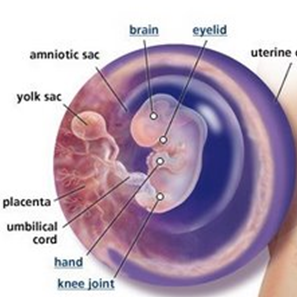 brain
eyelid
amniotic sac
uterine
yolk sac
placenta
umbilical
cord
hand
knee joint